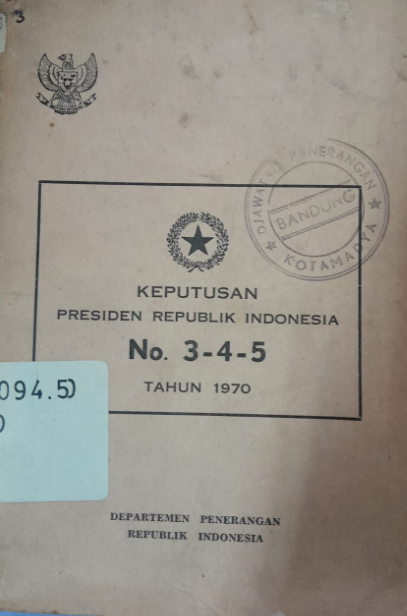 3
DJAWATAN PENERANGAN
BANDUNG
KOTAMADYA
KEPUTUSAN
PRESIDEN REPUBLIK INDONESIA
No. 3-4-5
TAHUN 1970
094.5)
)
DEPARTEMEN PENERANGAN
REPUBLIK INDONESIA